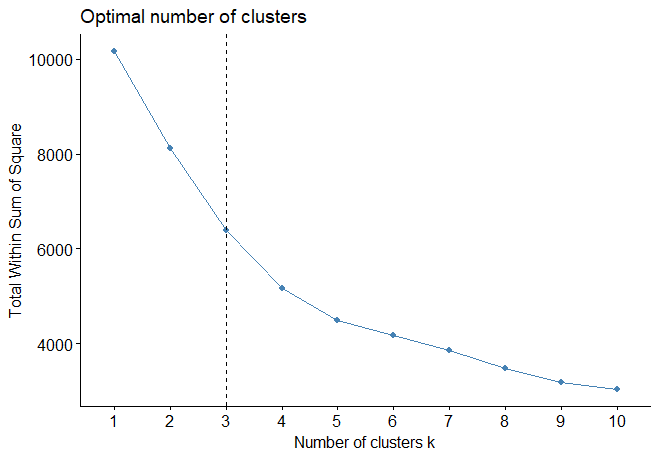 Optimal number of clusters
Total Within Sum of Square
10000
8000
6000
4000
1 2 3 4 5 6 7 8 9 10
Number of clusters k